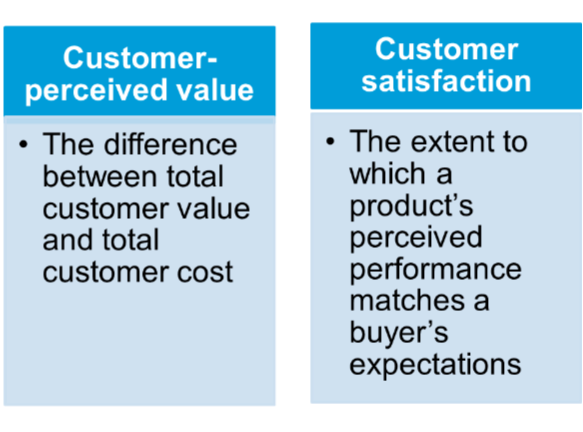 Customer-
perceived value
• The difference
between total
customer value
and total
customer cost
Customer
satisfaction
• The extent to
which a
product’s
perceived
performance
matches a
buyer’s
expectations